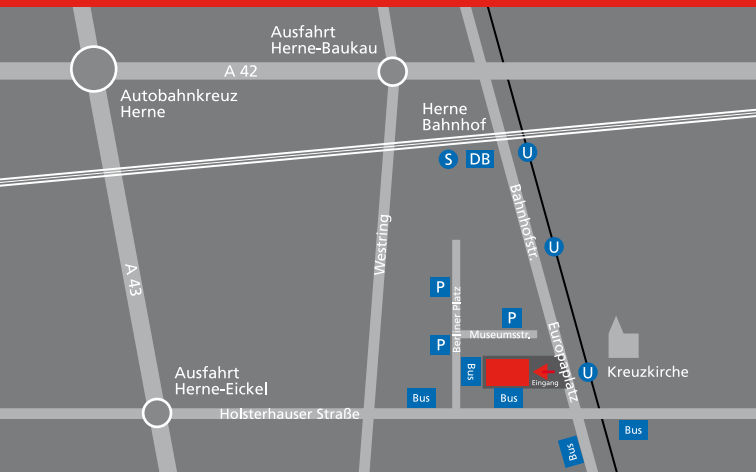 Ausfahrt
Herne-Baukau
A 42
Autobahnkreuz
Herne
Herne
Bahnhof
S
DB
U
Bahnhofstr.
Westring
U
A 43
P
Berliner Platz
P
Museumsstr.
Europaplatz
P
Ausfahrt
Herne-Eickel
Bus
Eingang
U
Kreuzkirche
Bus
Bus
Holsterhauser Straße
Bus
Bus